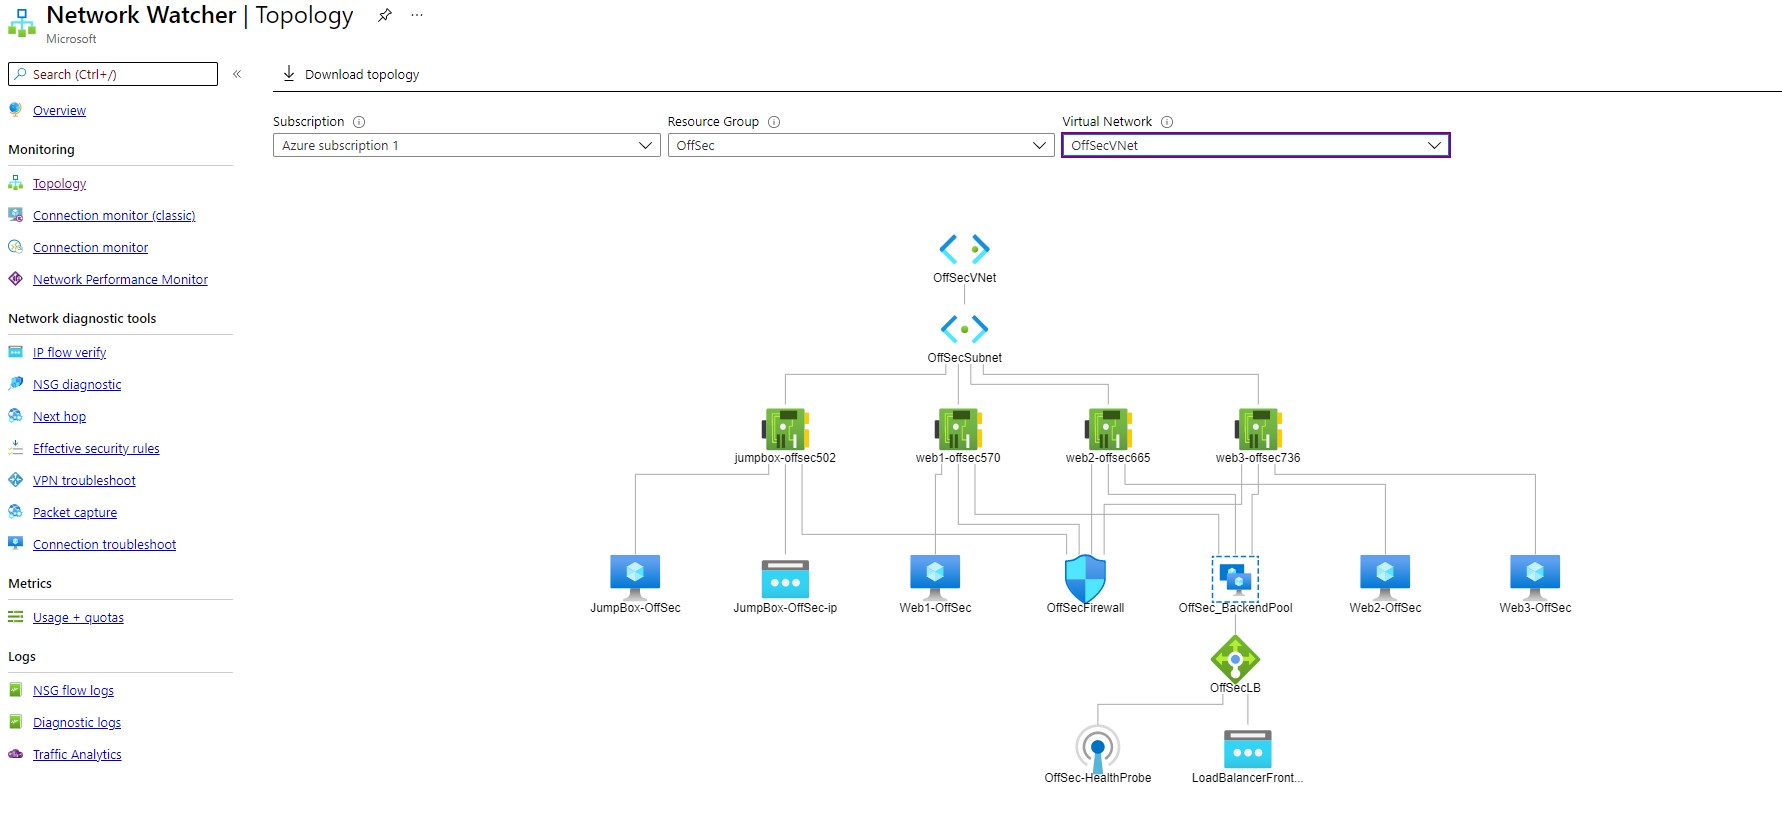 Network Watcher | Topology
Microsoft
Search (Ctrl+/)
Overview
Monitoring
Topology
Connection monitor (classic)
Connection monitor
Network Performance Monitor
Network diagnostic tools
IP flow verify
NSG diagnostic
Next hop
Effective security rules
VPN troubleshoot
Packet capture
Connection troubleshoot
Metrics
Usage + quotas
Logs
NSG flow logs
Diagnostic logs
Traffic Analytics
Download topology
Subscription Resource Group Virtual Network
Azure subscription 1 OffSec OffSecVNet
OffSecVNet
OffSecSubnet
jumpbox-offsec502 web1-offsec570 web2-offsec665 web3-offsec736
JumpBox-OffSec JumpBox-OffSec-ip Web1-OffSec OffSecFirewall OffSec_BackendPool Web2-OffSec Web3-OffSec
OffSecLB
OffSec-HealthProbe LoadBalancerFront...